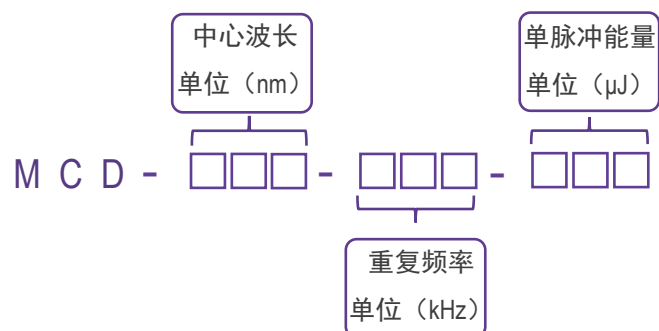 中心波长
单位（nm）
单脉冲能量
单位（μJ）
MCD-□□□-□□□-□□□
重复频率
单位（kHz）